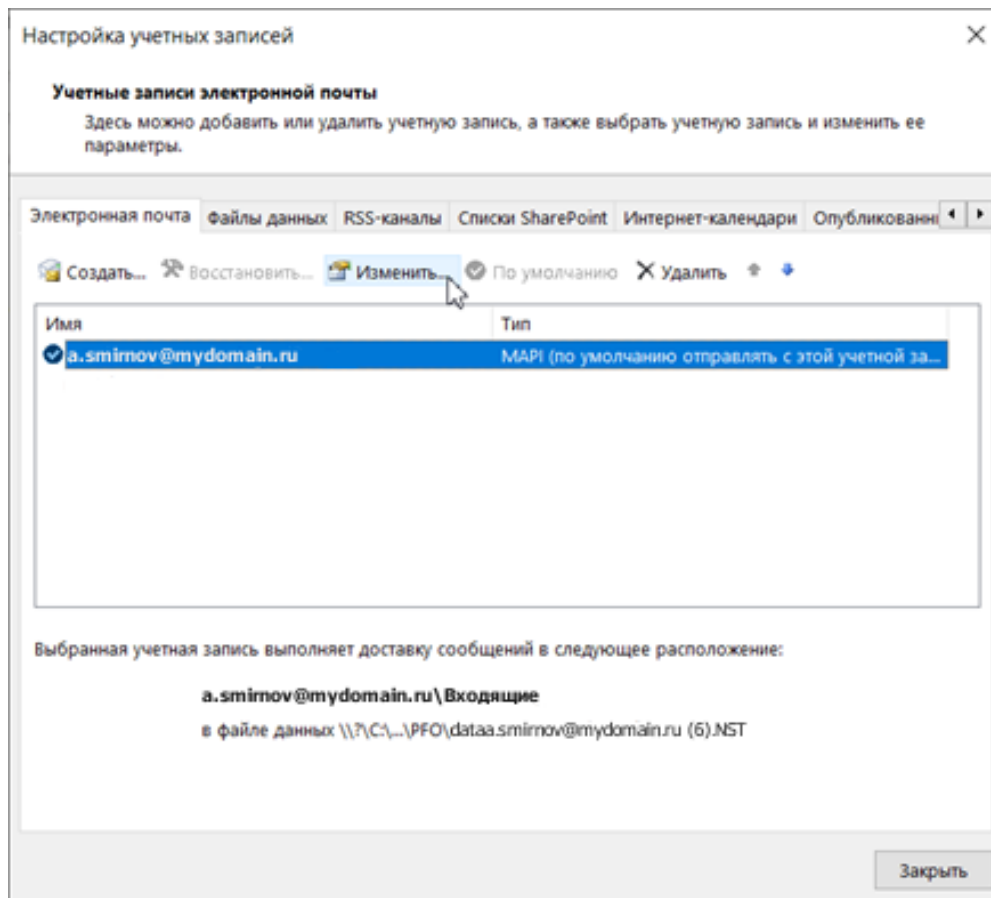 Настройка учетных записей
Учетные записи электронной почты
Здесь можно добавить или удалить учетную запись, а также выбрать учетную запись и изменить ее
параметры.
Электронная почта Файлы данных RSS-каналы Списки SharePoint Интернет-календари Опубликованн
Создать... Восстановить... Изменить... По умолчанию Удалить
Имя Тип
a.smirnov@mydomain.ru MAPI (по умолчанию отправлять с этой учетной за...
Выбранная учетная запись выполняет доставку сообщений в следующее расположение:
a.smirnov@mydomain.ru\Входящие
в файле данных \\?\C:\...\PFO\dataa.smirnov@mydomain.ru (6).NST
Закрыть